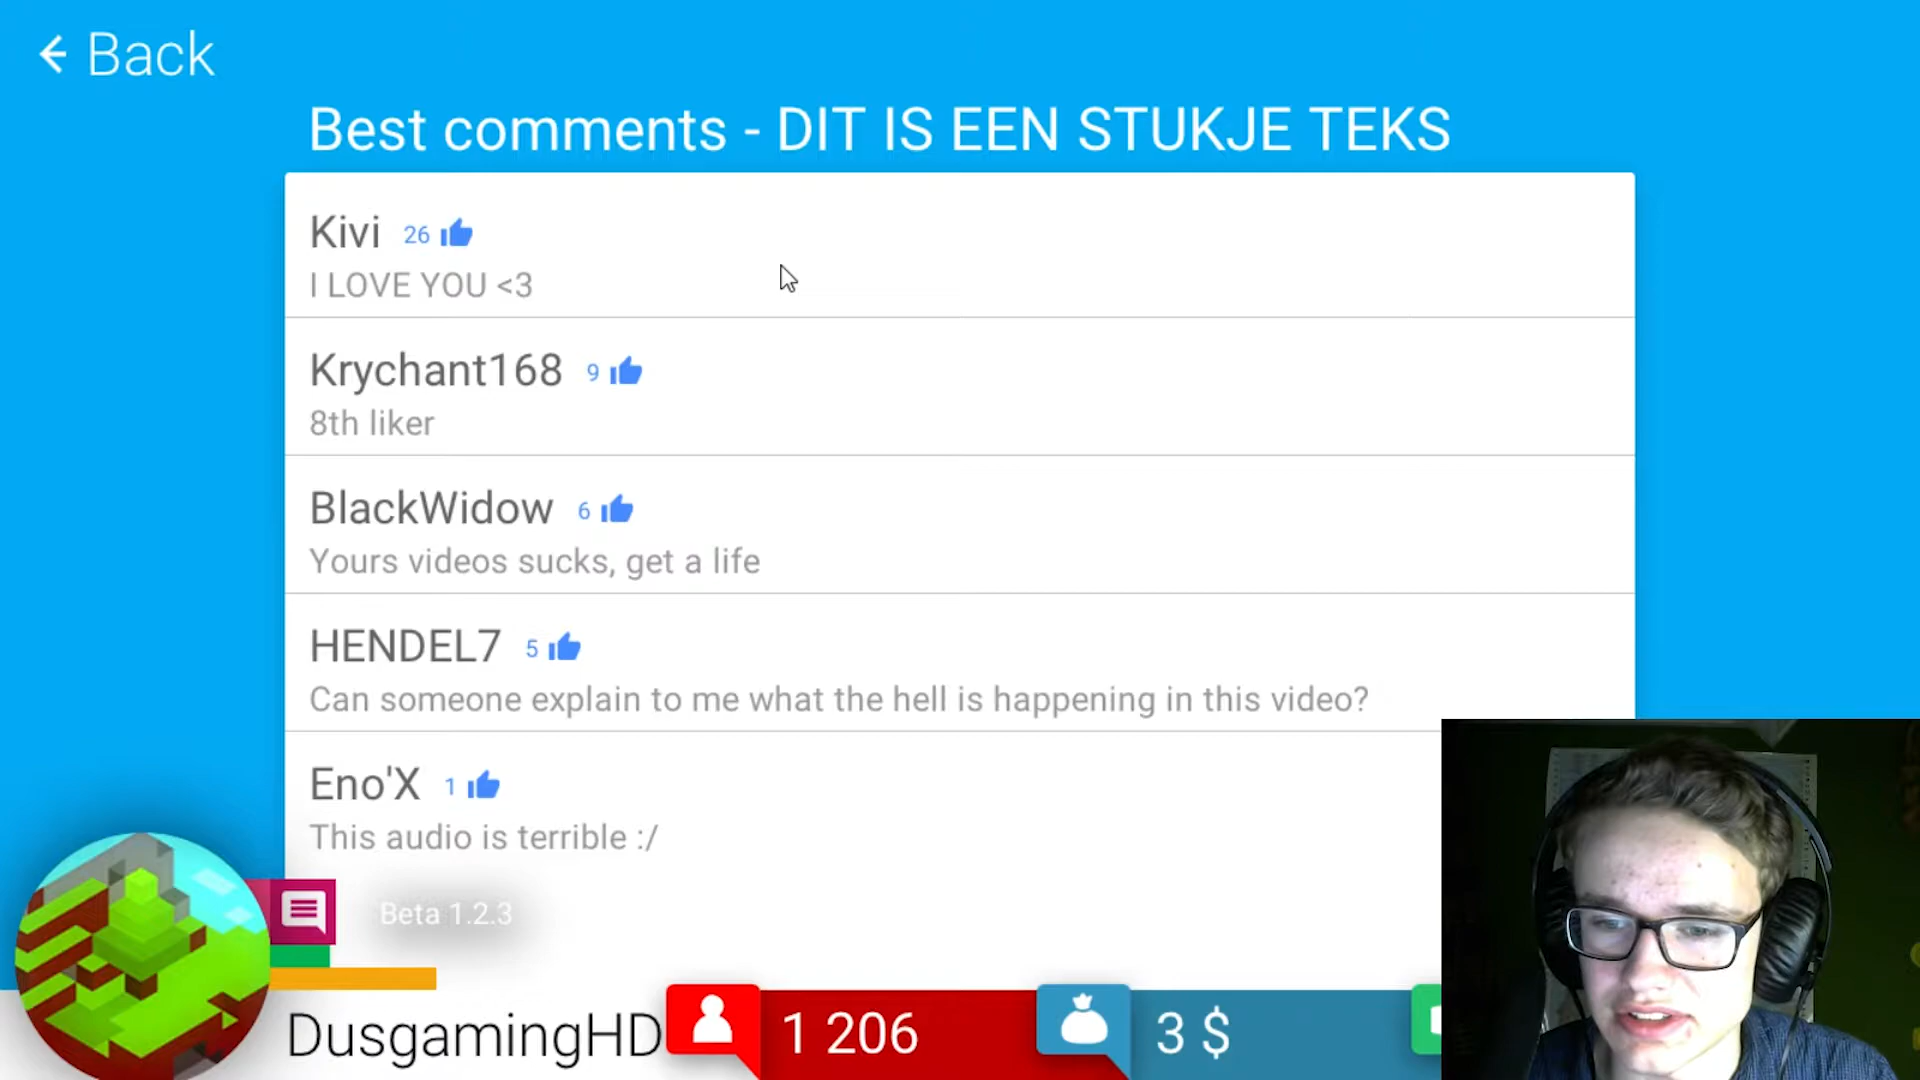 Back
Best comments - DIT IS EEN STUKJE TEKS
Kivi 26
I LOVE YOU <3
Krychant168 9
8th liker
BlackWidow 6
Yours videos sucks, get a life
HENDEL7 5
Can someone explain to me what the hell is happening in this video?
Eno'X 1
This audio is terrible :/
Beta 1.2.3
DusgamingHD 1 206 3 $